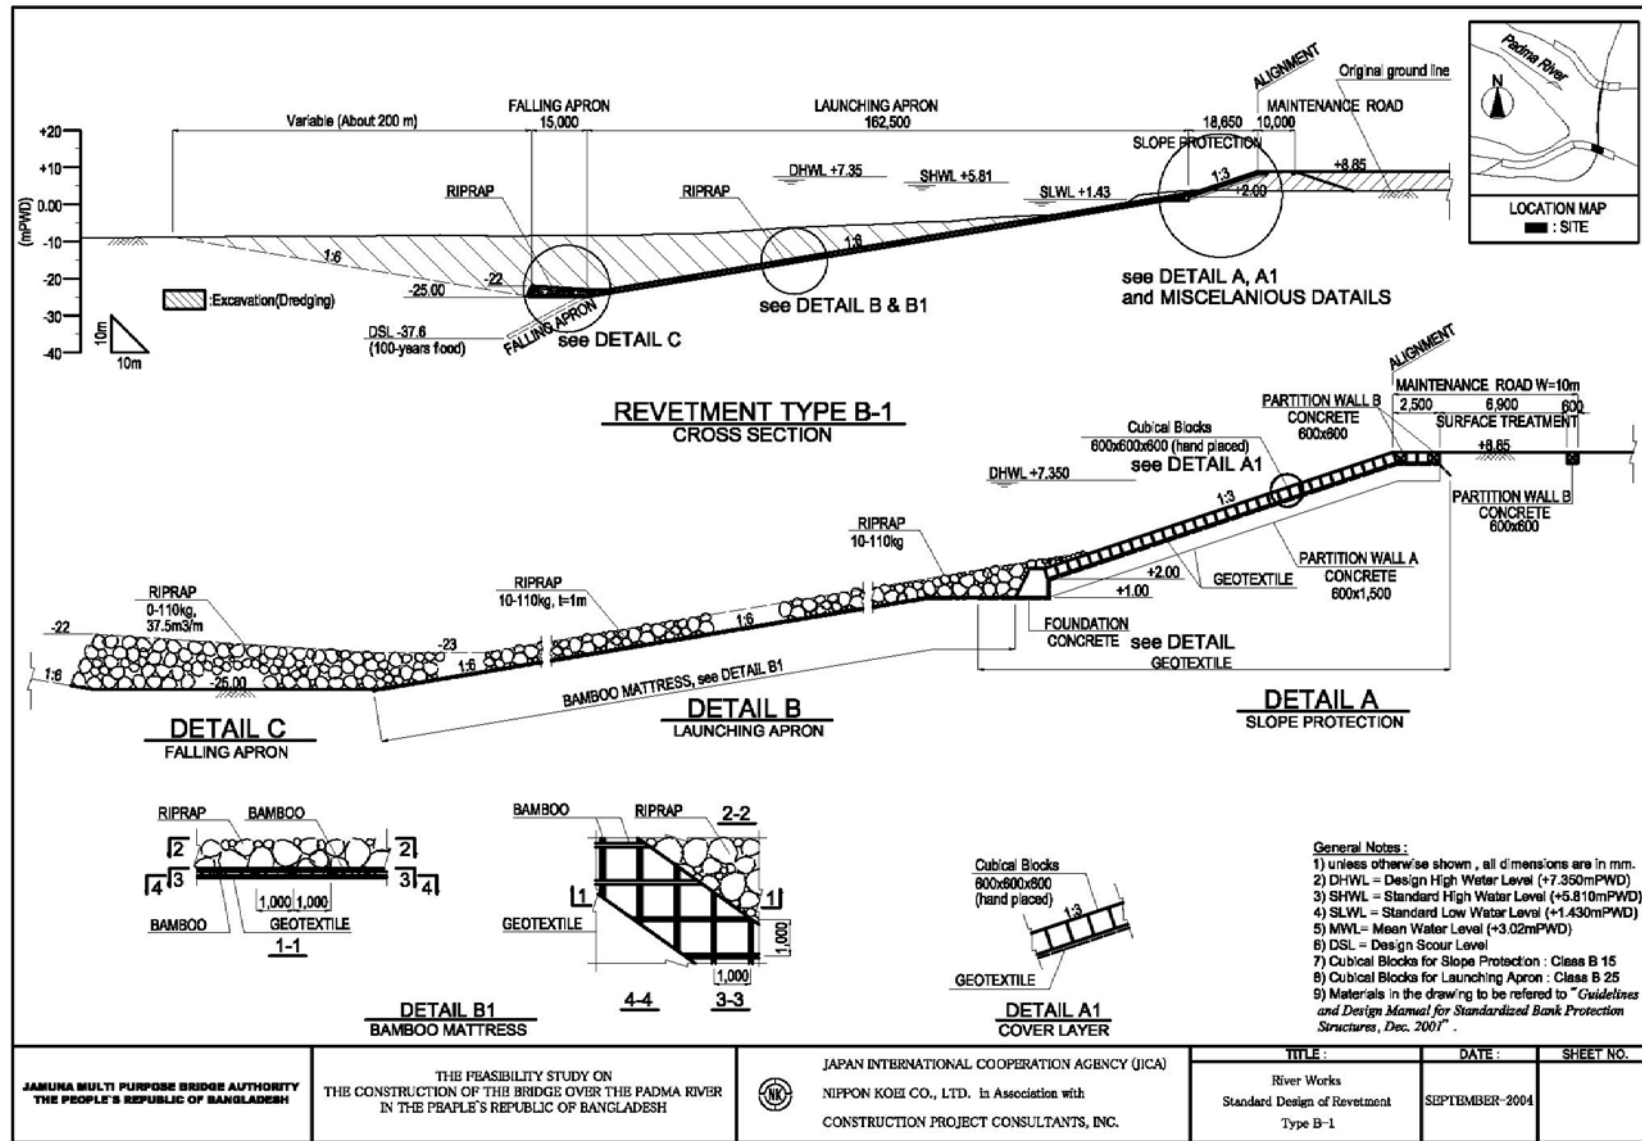 ALIGNMENT
Original ground line
FALLING APRON
LAUNCHING APRON
MAINTENANCE ROAD
Variable (About 200 m)
15,000
162,500
18,650
10,000
SLOPE PROTECTION
+20
+10
0.00
-10
-20
-30
-40
(mPWD)
DHWL +7.35
SHWL +5.81
SLWL +1.43
1:3
+8.85
+2.00
RIPRAP
RIPRAP
1:6
1:6
-22
-25.00
:Excavation(Dredging)
DSL -37.6
(100-years flood)
FALLING APRON
10m
10m
see DETAIL C
see DETAIL B & B1
see DETAIL A, A1
and MISCELANIOUS DATAILS
Padma River
N
LOCATION MAP
: SITE
REVETMENT TYPE B-1
CROSS SECTION
ALIGNMENT
MAINTENANCE ROAD W=10m
2,500
6,900
600
SURFACE TREATMENT
+8.85
PARTITION WALL B
CONCRETE
600x600
Cubical Blocks
600x600x600 (hand placed)
see DETAIL A1
DHWL +7.350
1:3
PARTITION WALL B
CONCRETE
600x600
PARTITION WALL A
CONCRETE
600x1,500
GEOTEXTILE
RIPRAP
10-110kg
+2.00
+1.00
FOUNDATION
CONCRETE
see DETAIL
GEOTEXTILE
RIPRAP
10-110kg, t=1m
1:6
1:6
BAMBOO MATTRESS, see DETAIL B1
RIPRAP
0-110kg,
37.5m3/m
-22
-23
1:6
-25.00
DETAIL C
FALLING APRON
DETAIL B
LAUNCHING APRON
DETAIL A
SLOPE PROTECTION
RIPRAP
BAMBOO
2
2
3
3
4
4
1,000
1,000
BAMBOO
GEOTEXTILE
1-1
BAMBOO
RIPRAP
2-2
1
1
GEOTEXTILE
1,000
1,000
4-4
3-3
DETAIL B1
BAMBOO MATTRESS
Cubical Blocks
600x600x600
(hand placed)
1:3
GEOTEXTILE
DETAIL A1
COVER LAYER
General Notes :
1) unless otherwise shown , all dimensions are in mm.
2) DHWL = Design High Water Level (+7.350mPWD)
3) SHWL = Standard High Water Level (+5.810mPWD)
4) SLWL = Standard Low Water Level (+1.430mPWD)
5) MWL= Mean Water Level (+3.02mPWD)
6) DSL = Design Scour Level
7) Cubical Blocks for Slope Protection : Class B 15
8) Cubical Blocks for Launching Apron : Class B 25
9) Materials in the drawing to be refered to "Guidelines
and Design Manual for Standardized Bank Protection
Structures, Dec. 2001" .
JAMUNA MULTI PURPOSE BRIDGE AUTHORITY
THE PEOPLE`S REPUBLIC OF BANGLADESH
THE FEASIBILITY STUDY ON
THE CONSTRUCTION OF THE BRIDGE OVER THE PADMA RIVER
IN THE PEAPLE`S REPUBLIC OF BANGLADESH
NK
JAPAN INTERNATIONAL COOPERATION AGENCY (JICA)
NIPPON KOEI CO., LTD. in Association with
CONSTRUCTION PROJECT CONSULTANTS, INC.
TITLE :
River Works
Standard Design of Revetment
Type B-1
DATE :
SEPTEMBER-2004
SHEET NO.